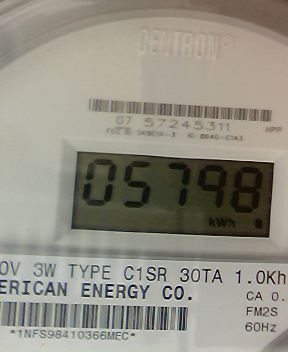 CENTRON®
07 57245311
HPP
05798
kWh
0V 3W TYPE C1SR 30TA 1.0Kh
ERICAN ENERGY CO.
CA 0.
FM2S
*1NFS98410366MEC*
60Hz